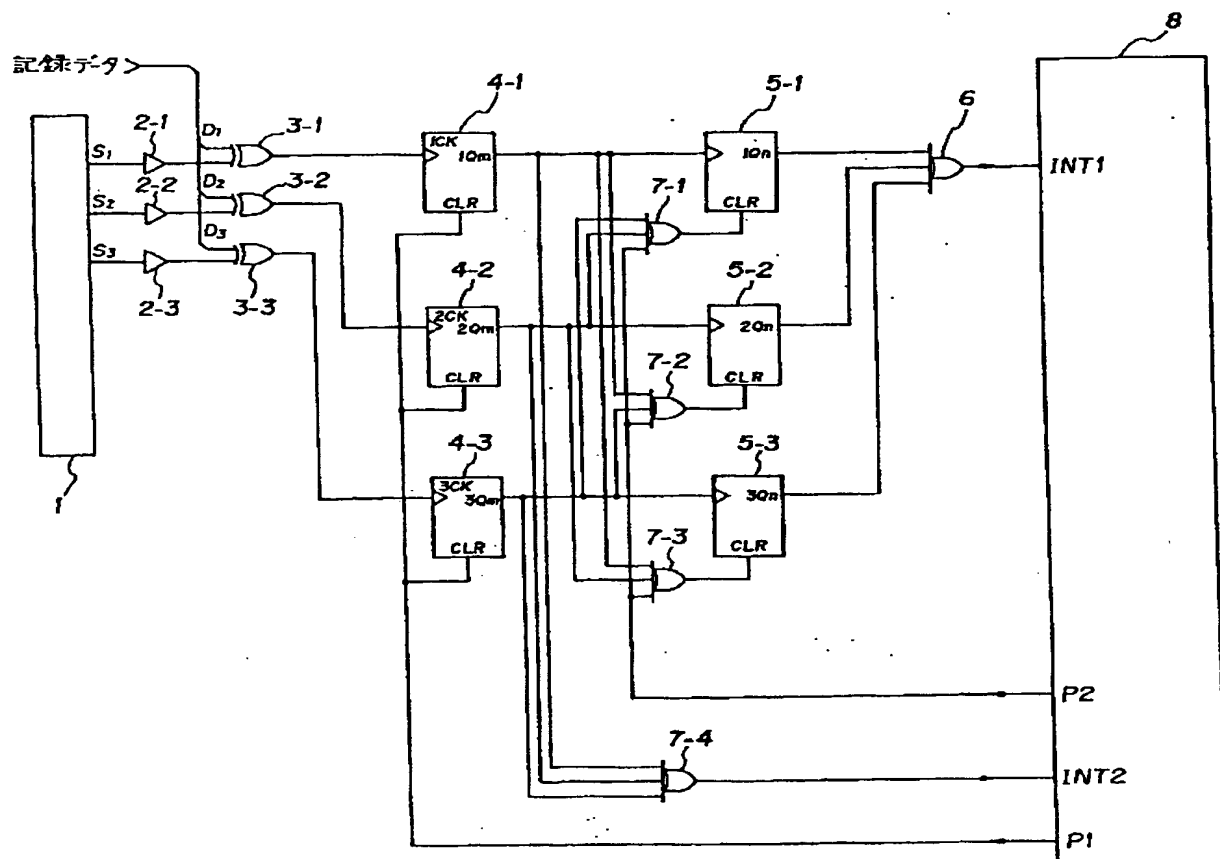 8
記録データ
4-1
5-1
6
2-1
3-1
D1
1CK
1Qm
1Qn
S1
INT1
2-2
3-2
D2
7-1
CLR
CLR
S2
D3
4-2
5-2
S3
2-3
3-3
2CK
2Qm
2Qn
7-2
CLR
CLR
4-3
5-3
1
3CK
3Qm
3Qn
7-3
CLR
CLR
P2
7-4
INT2
P1